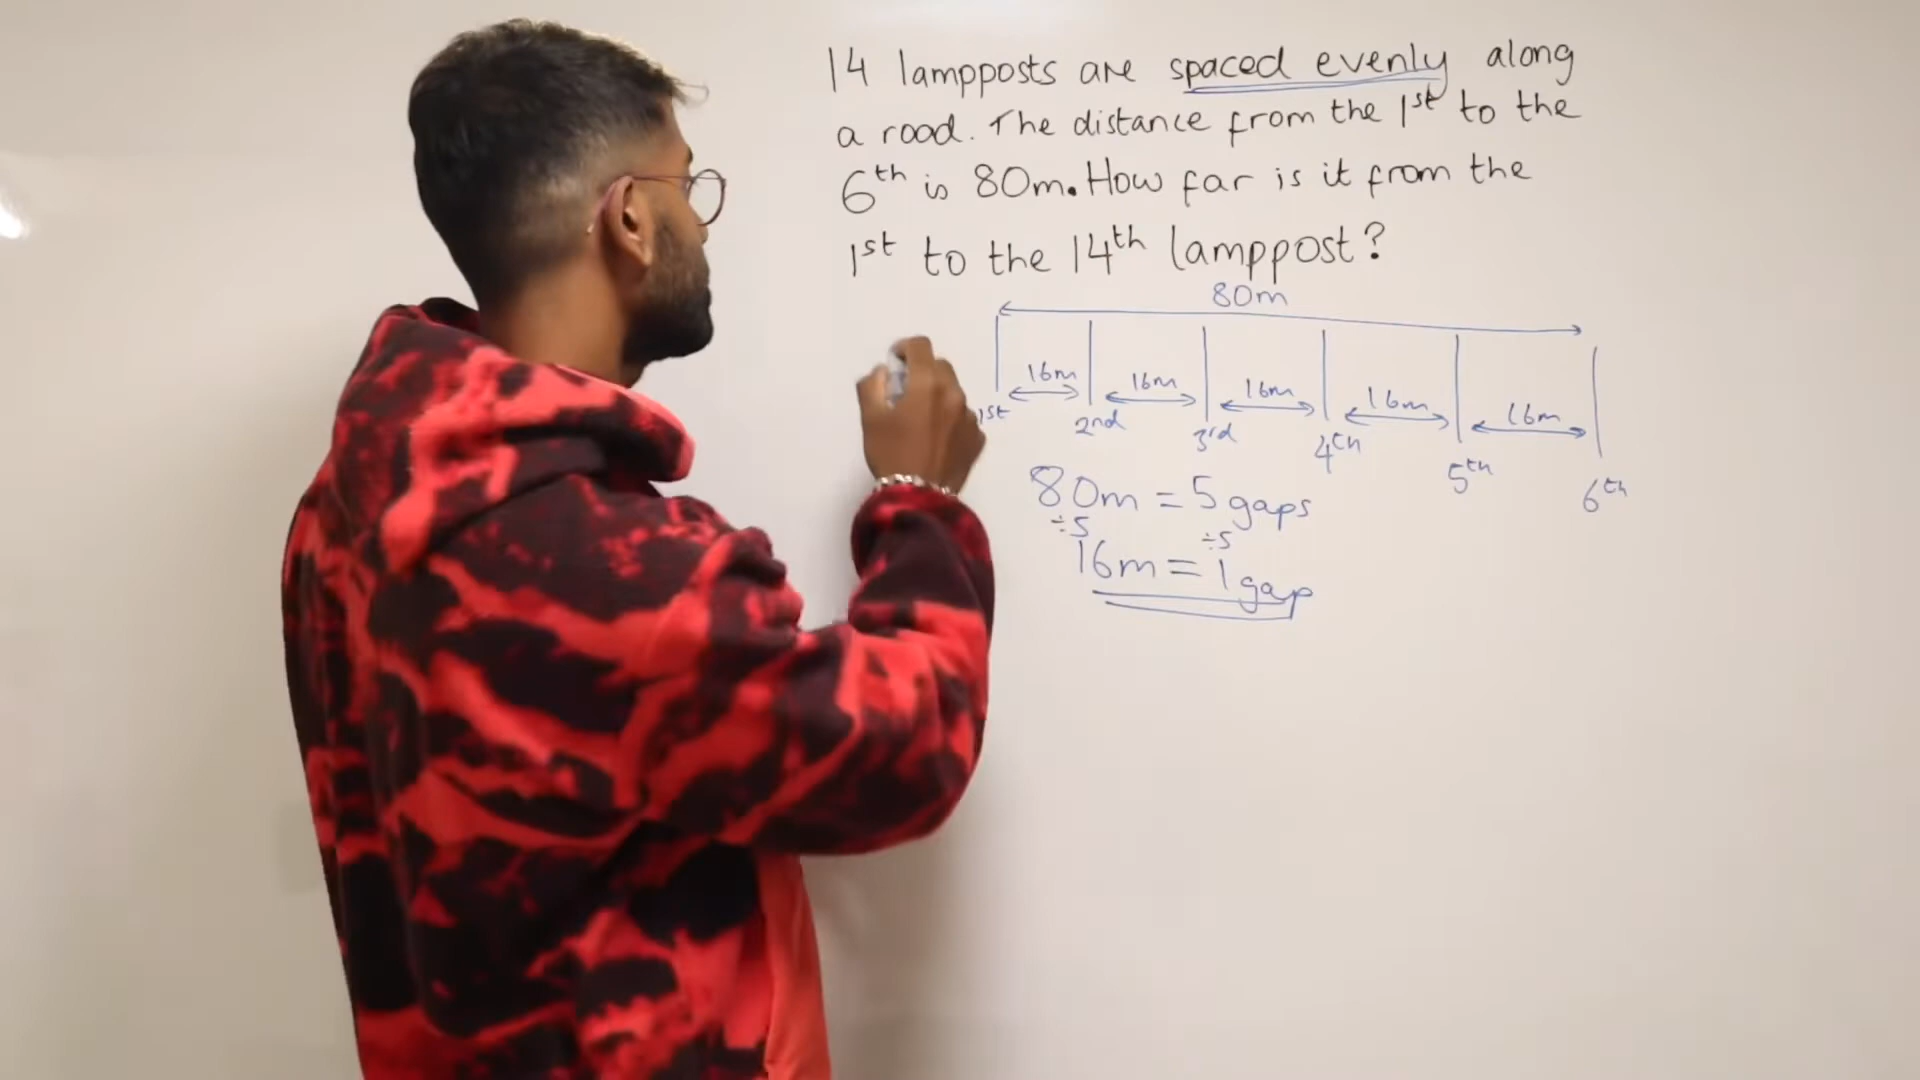 14 lampposts are spaced evenly along
a road. The distance from the 1st to the
6th is 80m. How far is it from the
1st to the 14th lamppost?
80m
16m 16m 16m 16m 16m
1st 2nd 3rd 4th 5th 6th
80m = 5 gaps
÷5 ÷5
16m = 1 gap